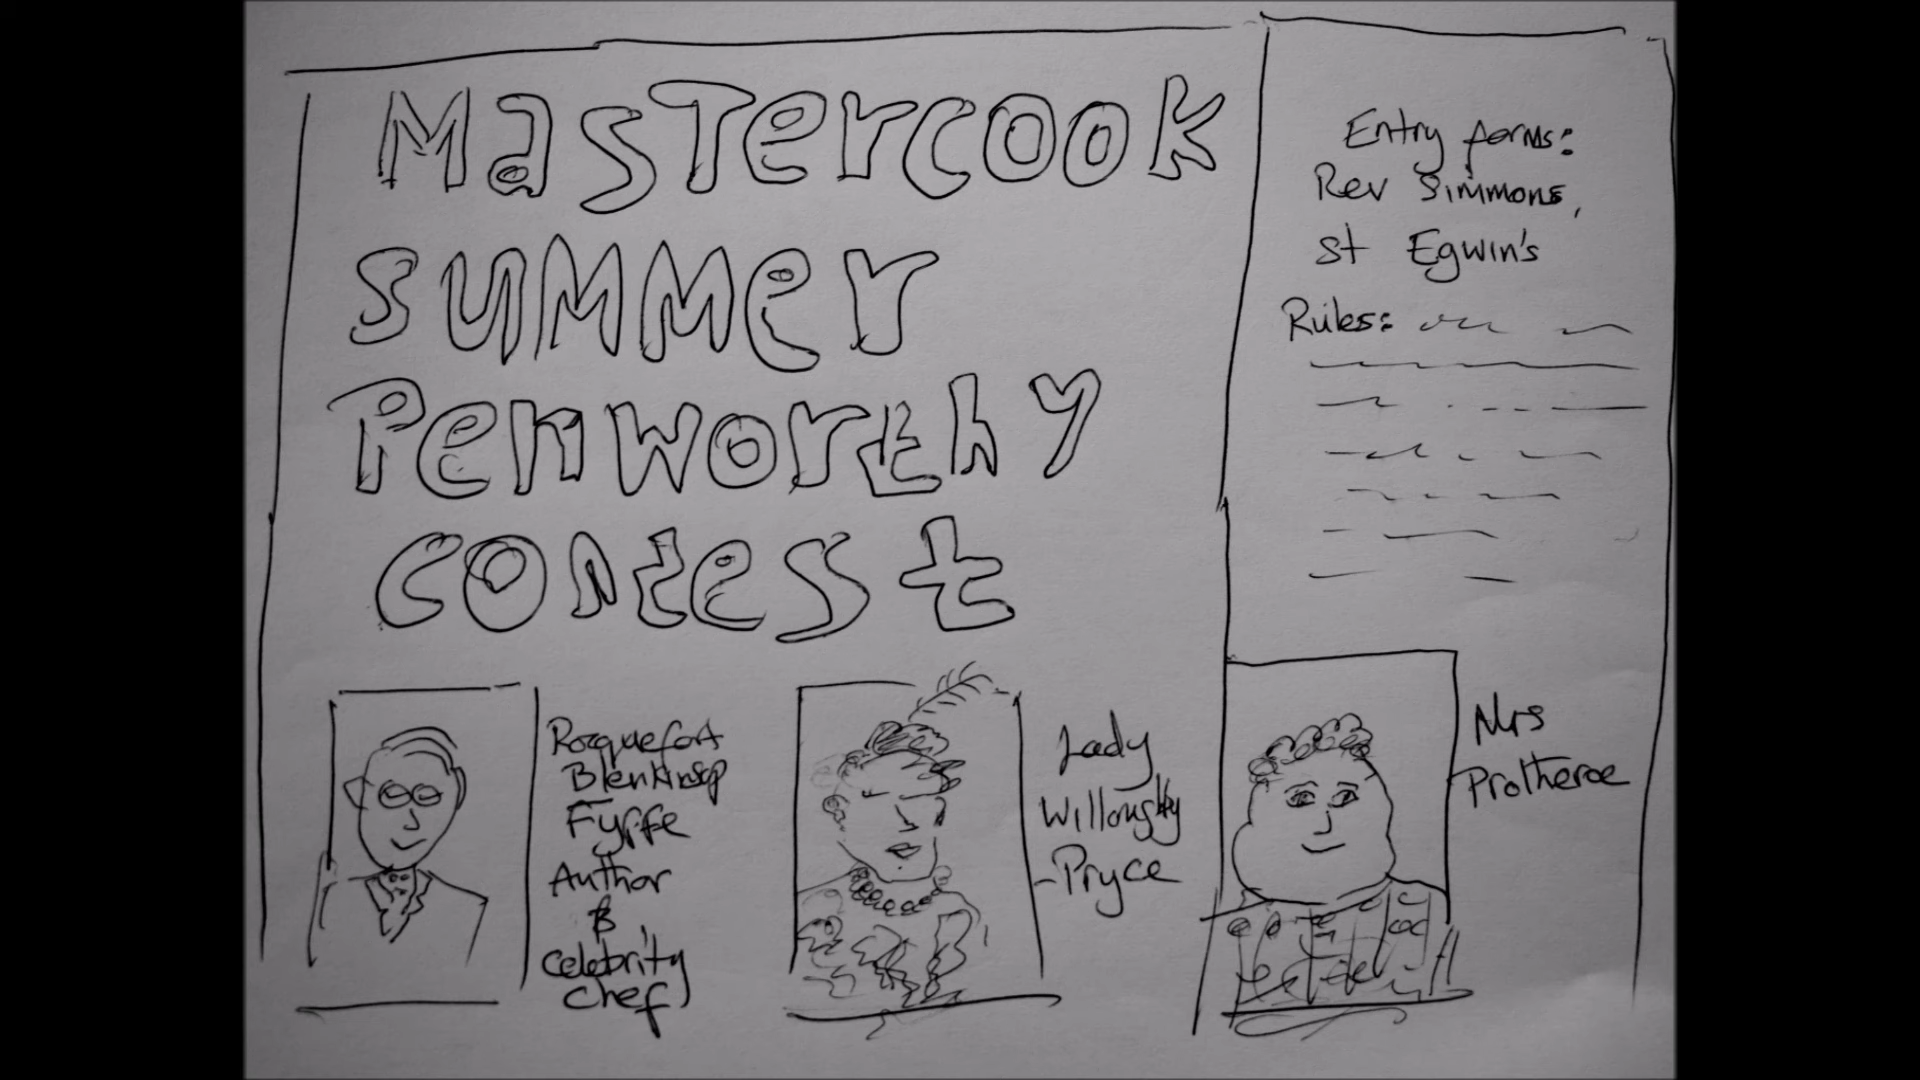 Mastercook
summer
Penworthy
contest
Entry forms:
Rev Simmons,
St Egwin's
Rules:
Rocquefort
Blenkinsop
Fyffe
Author
&
Celebrity
Chef
Lady
Willoughby
-Pryce
Mrs
Protheroe